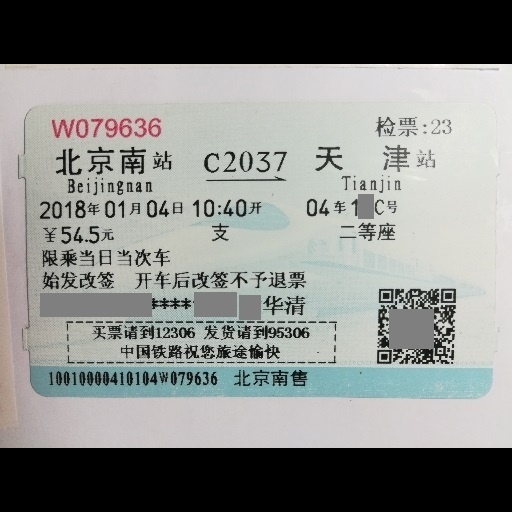 W079636 检票:23
北京南站 C2037 天津站
Beijingnan Tianjin
2018年01月04日 10:40开 04车1 C号
￥54.5元 支 二等座
限乘当日当次车
始发改签 开车后改签不予退票
**** 华清
买票请到12306 发货请到95306
中国铁路祝您旅途愉快
10010000410104W079636 北京南售